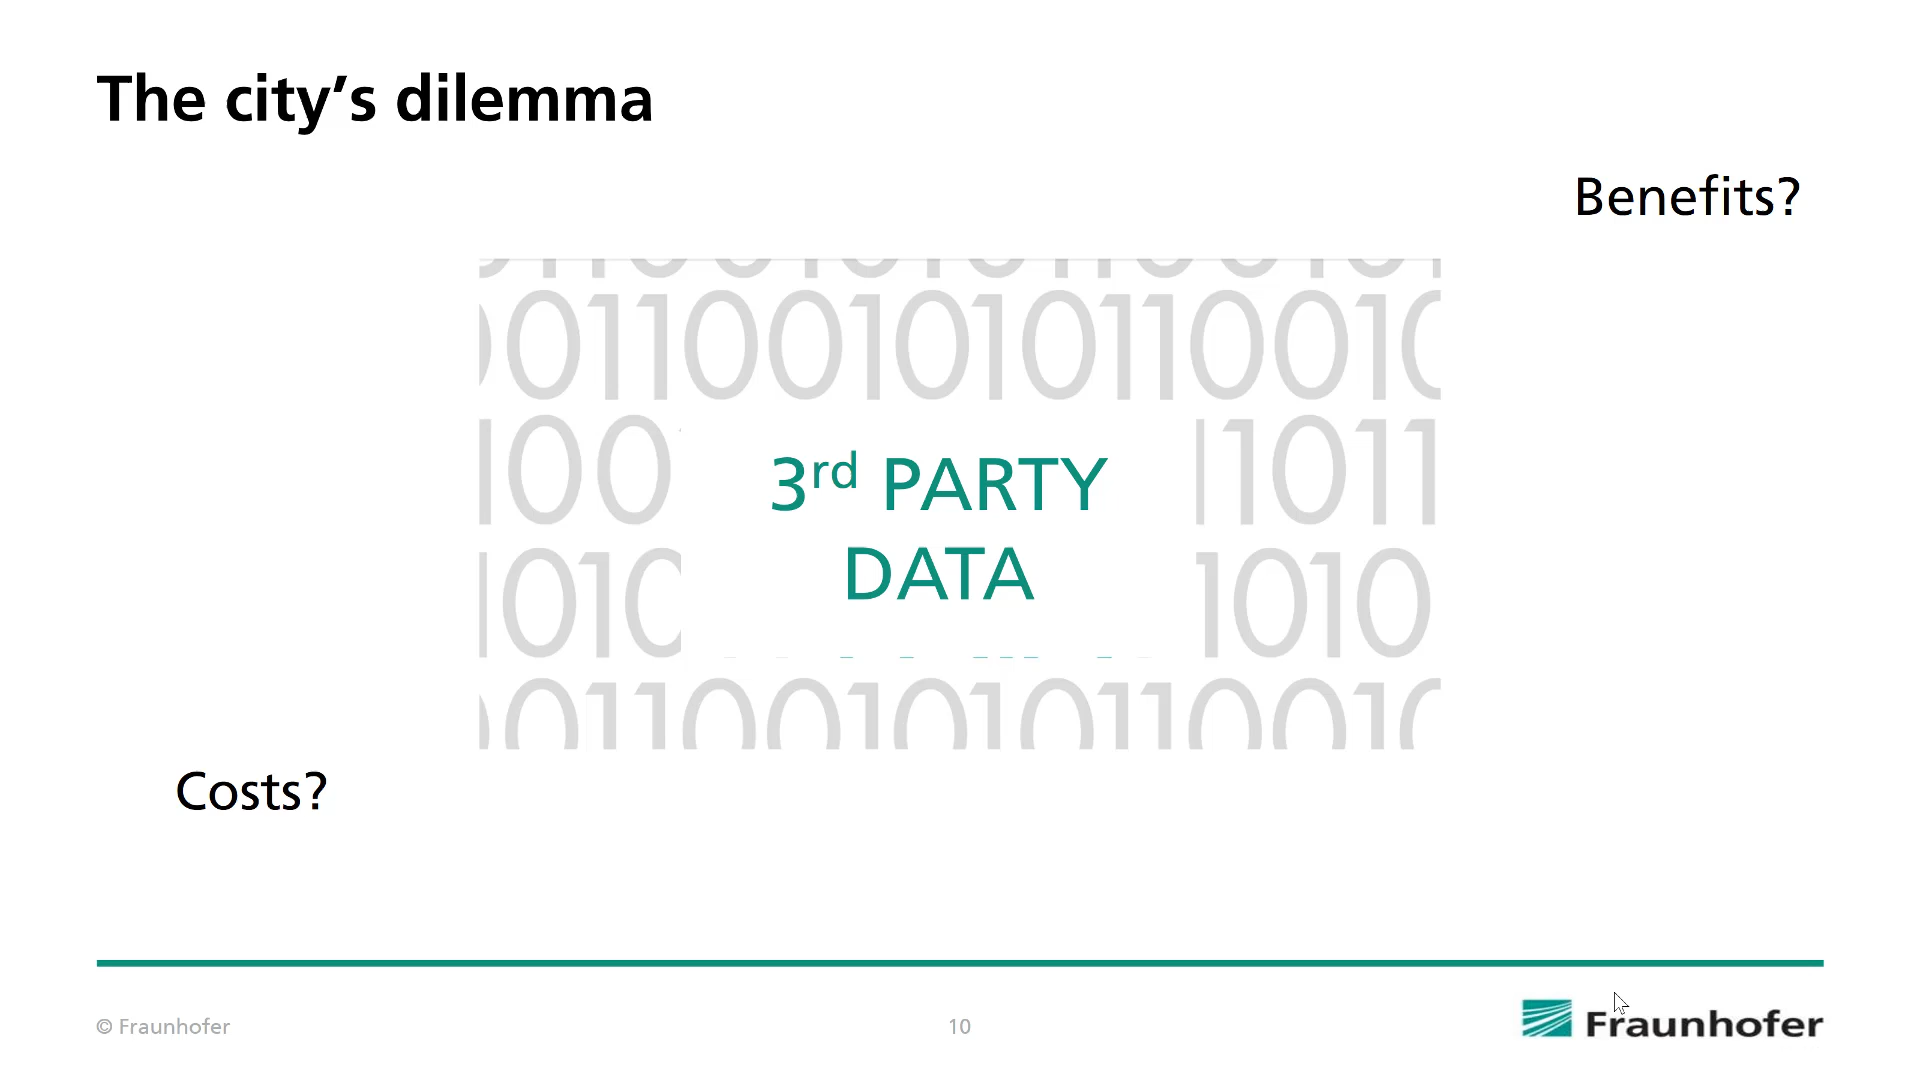 The city’s dilemma
Benefits?
3rd PARTY
DATA
Costs?
© Fraunhofer
10
Fraunhofer